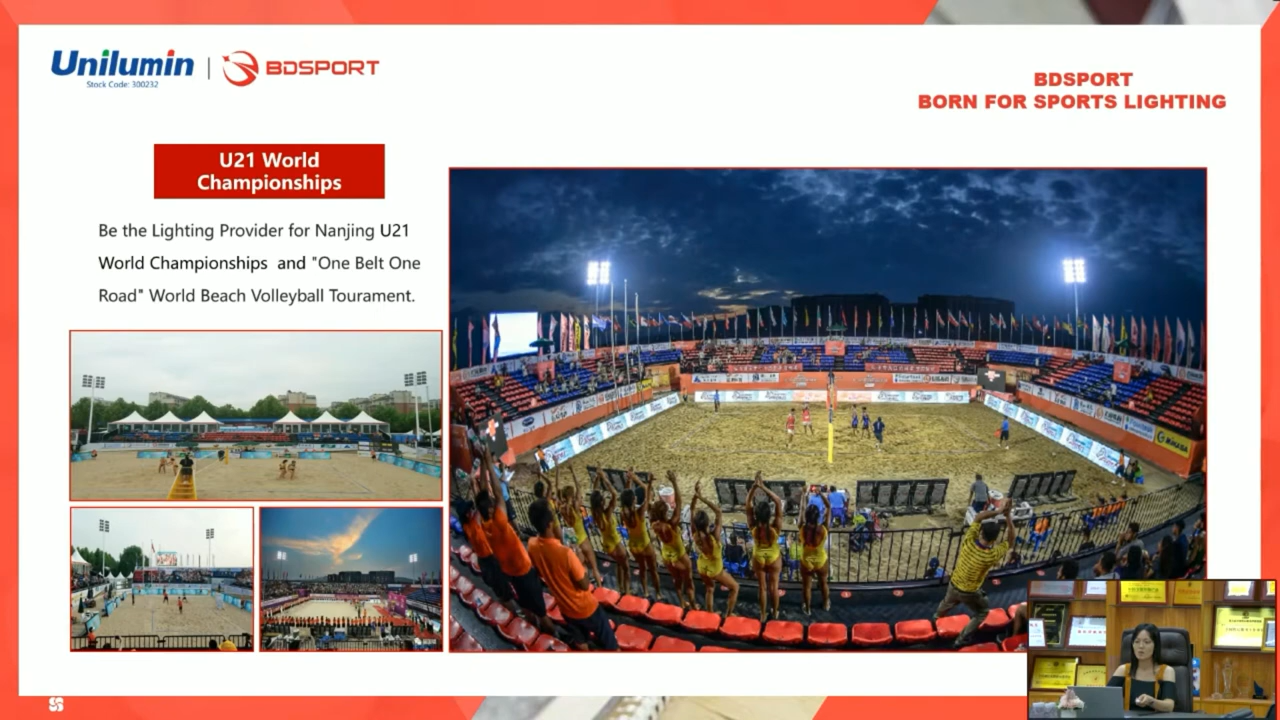 Unilumin
Stock Code: 300232
BDSPORT
BDSPORT
BORN FOR SPORTS LIGHTING
U21 World
Championships
Be the Lighting Provider for Nanjing U21
World Championships and "One Belt One
Road" World Beach Volleyball Tourament.